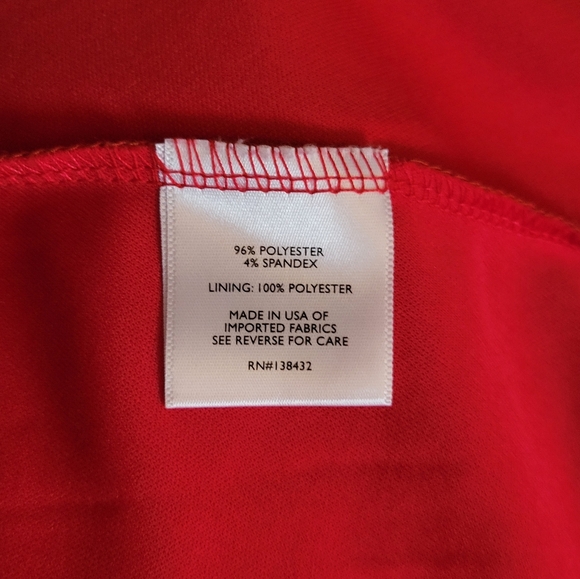 96% POLYESTER
4% SPANDEX
LINING: 100% POLYESTER
MADE IN USA OF
IMPORTED FABRICS
SEE REVERSE FOR CARE
RN#138432